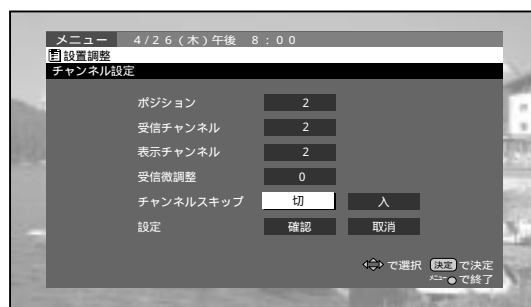 メニュー 4/26(木)午後 8:00
設置調整
チャンネル設定
ポジション 2
受信チャンネル 2
表示チャンネル 2
受信微調整 0
チャンネルスキップ 切 入
設定 確認 取消
で選択 決定 で決定
メニュー で終了